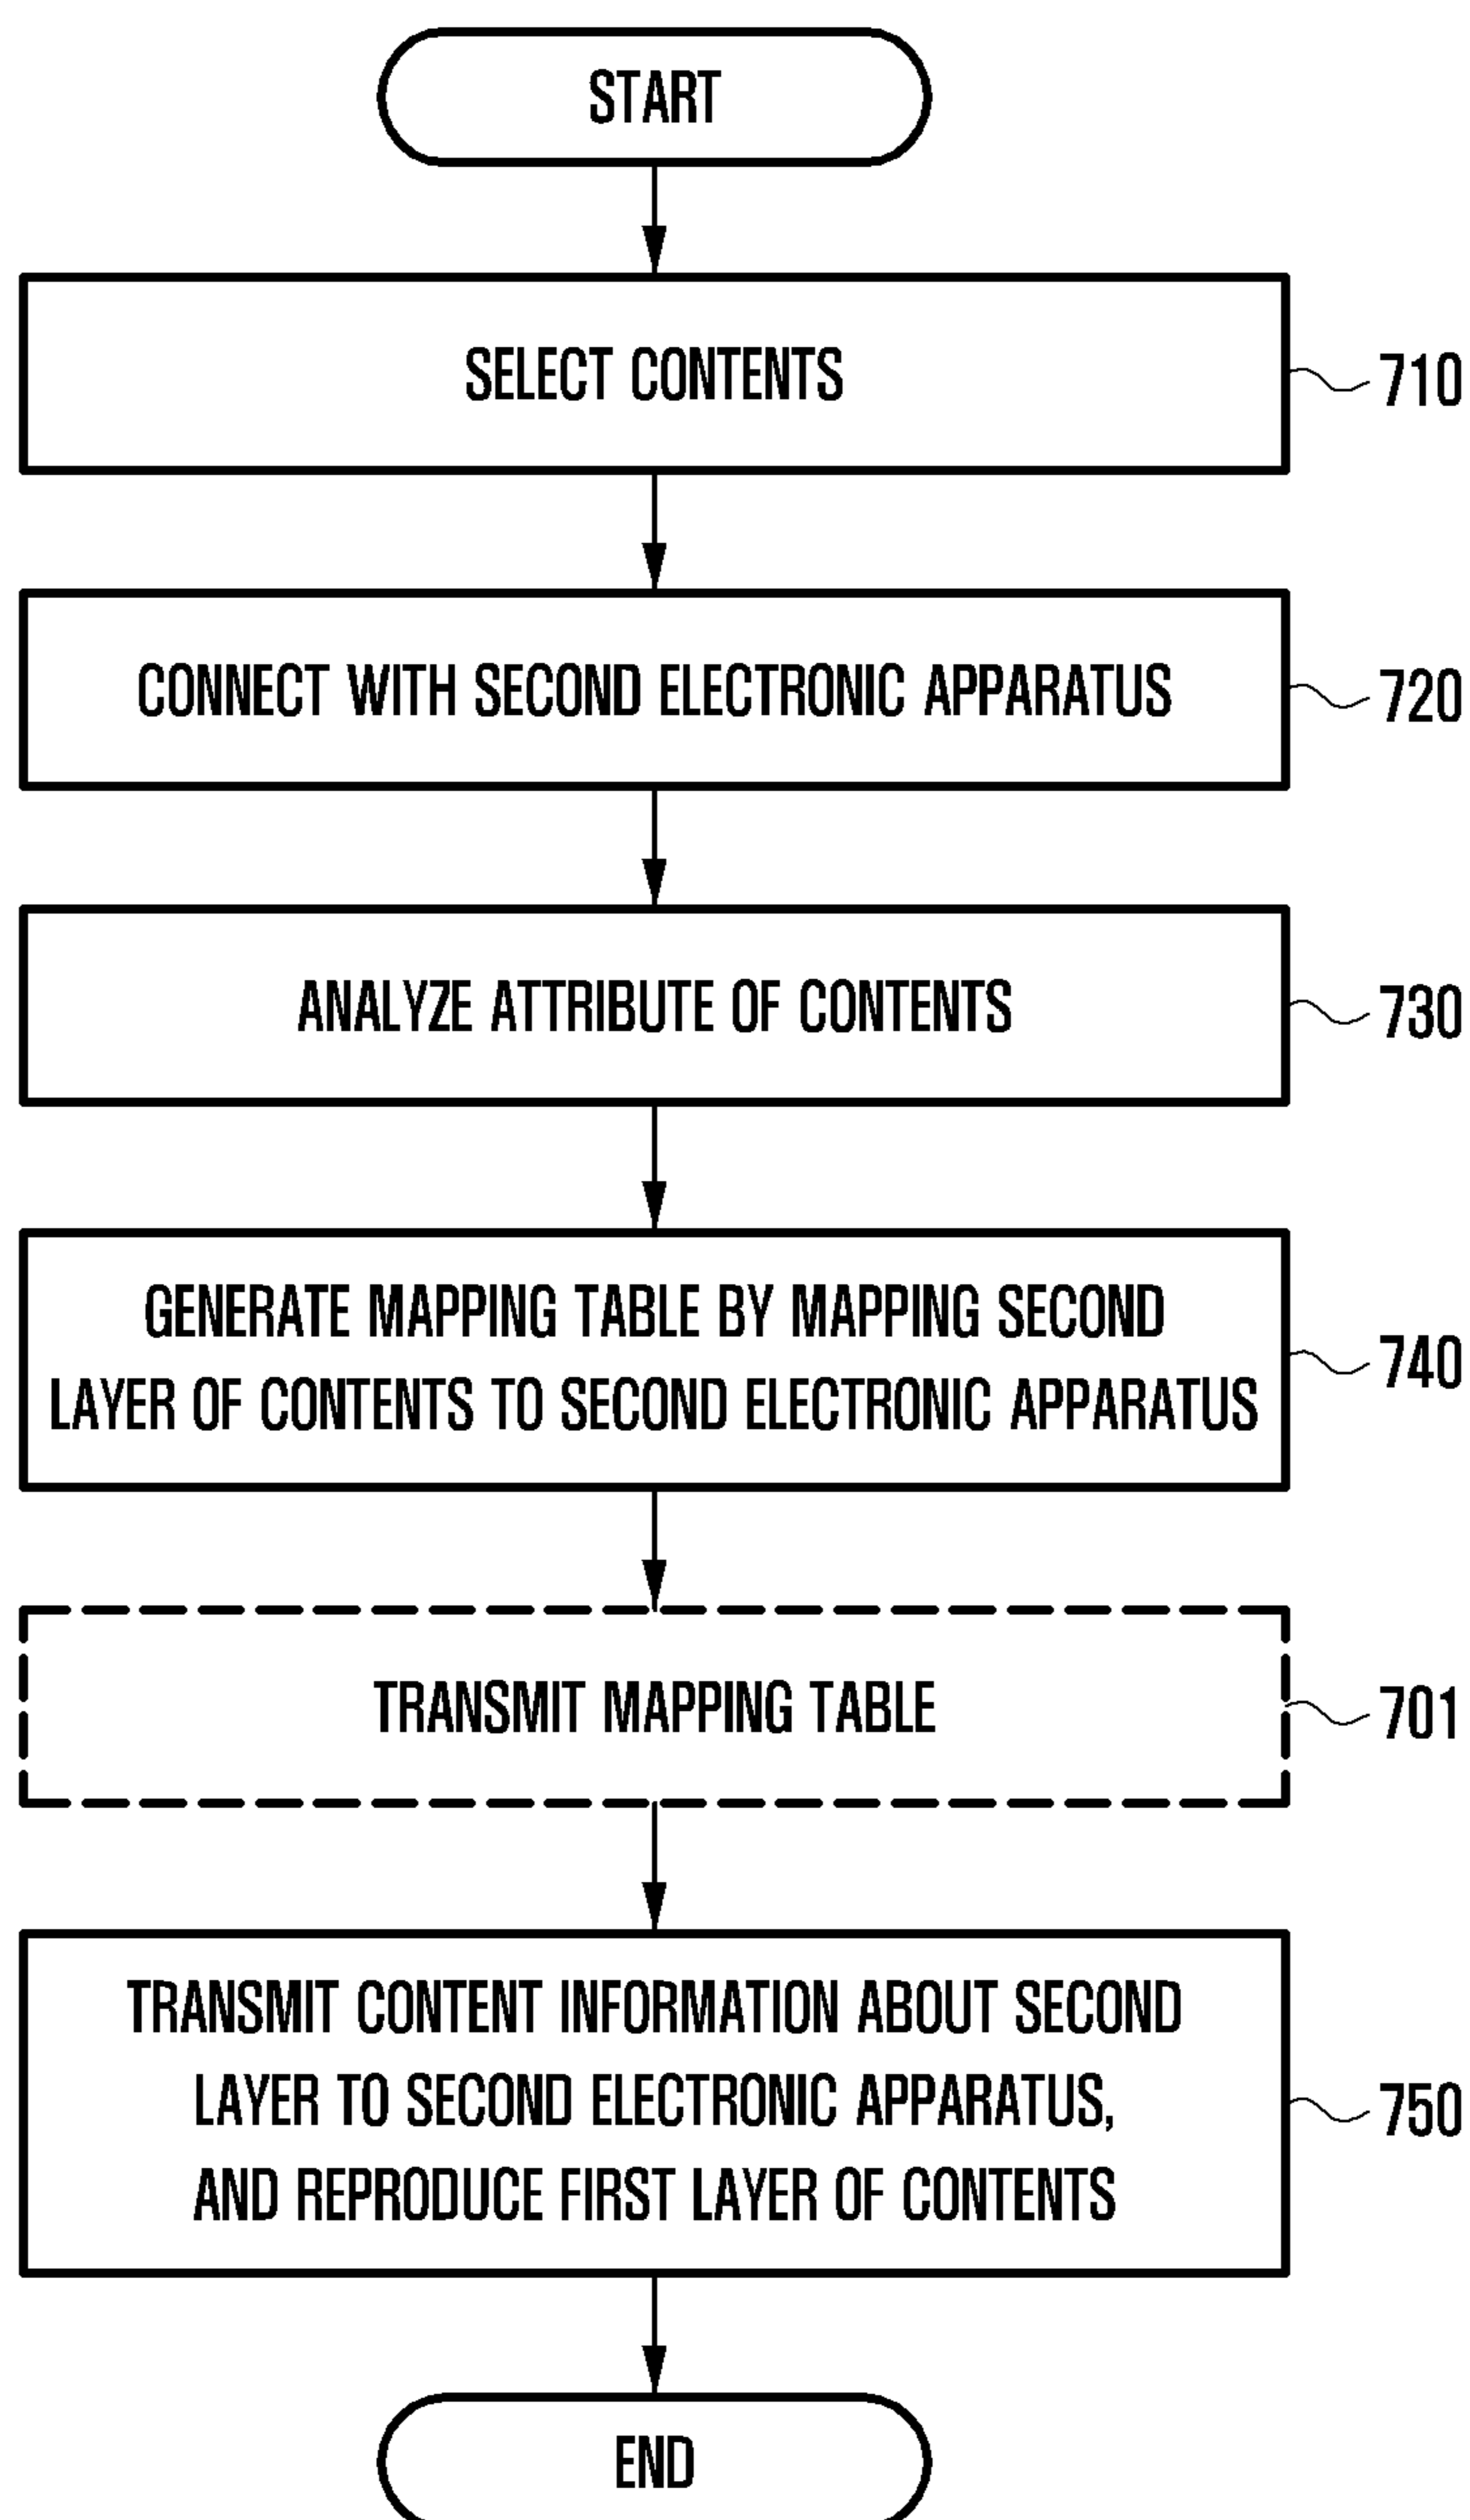 START
SELECT CONTENTS
710
CONNECT WITH SECOND ELECTRONIC APPARATUS
720
ANALYZE ATTRIBUTE OF CONTENTS
730
GENERATE MAPPING TABLE BY MAPPING SECOND
LAYER OF CONTENTS TO SECOND ELECTRONIC APPARATUS
740
TRANSMIT MAPPING TABLE
701
TRANSMIT CONTENT INFORMATION ABOUT SECOND
LAYER TO SECOND ELECTRONIC APPARATUS,
AND REPRODUCE FIRST LAYER OF CONTENTS
750
END